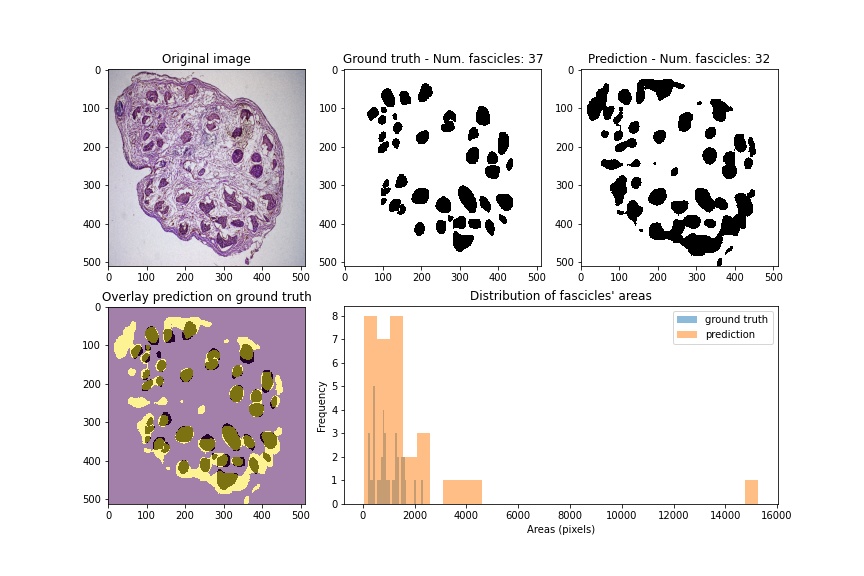 Original image
Ground truth - Num. fascicles: 37
Prediction - Num. fascicles: 32
0
100
200
300
400
500
0 100 200 300 400 500
0
100
200
300
400
500
0 100 200 300 400 500
0
100
200
300
400
500
0 100 200 300 400 500
Overlay prediction on ground truth
0
100
200
300
400
500
0 100 200 300 400 500
Distribution of fascicles' areas
ground truth
prediction
Frequency
8
7
6
5
4
3
2
1
0
0 2000 4000 6000 8000 10000 12000 14000 16000
Areas (pixels)